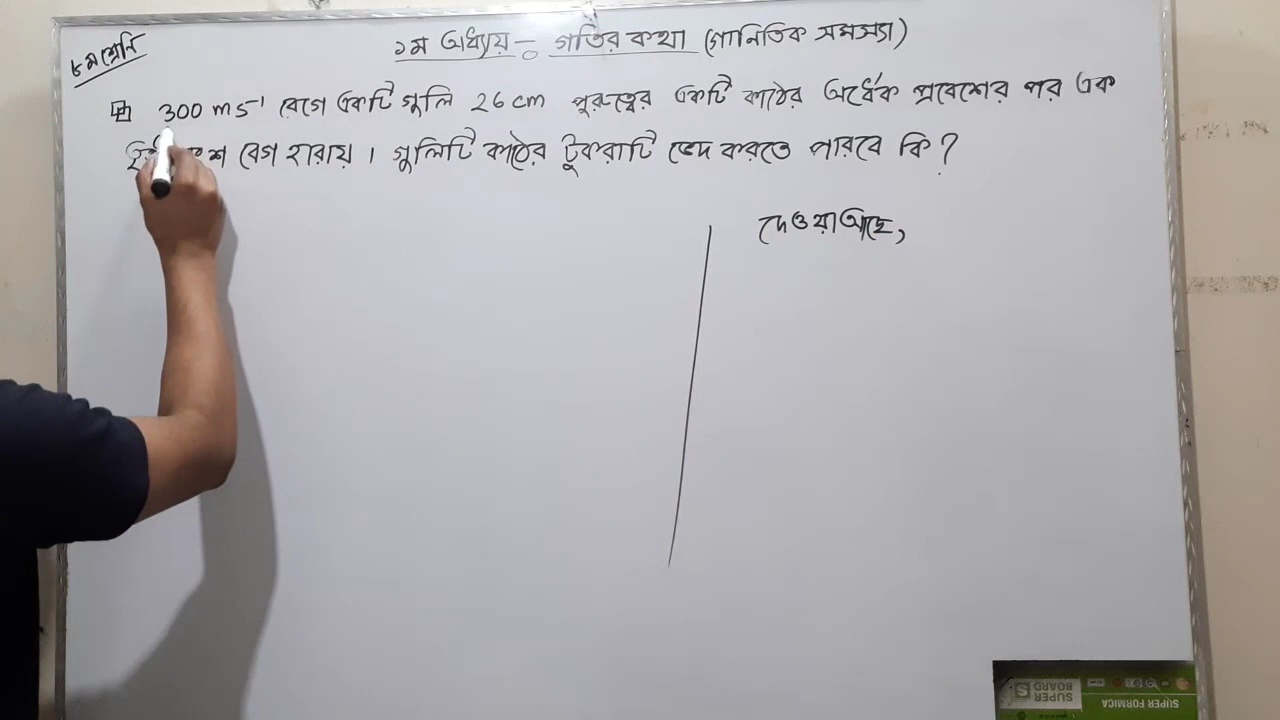 ৮ম শ্রেনি
১ম অধ্যায় :- গতির কথা (গানিতিক সমস্যা)
300 ms⁻¹ বেগে একটি গুলি 26 cm পুরুত্বের একটি কাঠের অর্ধেক প্রবেশের পর এক
বেগ হারায়। গুলিটি কাঠের টুকরাটি ভেদ করতে পারবে কি?
দেওয়া আছে,
SUPER BOARD
SUPER FORMICA